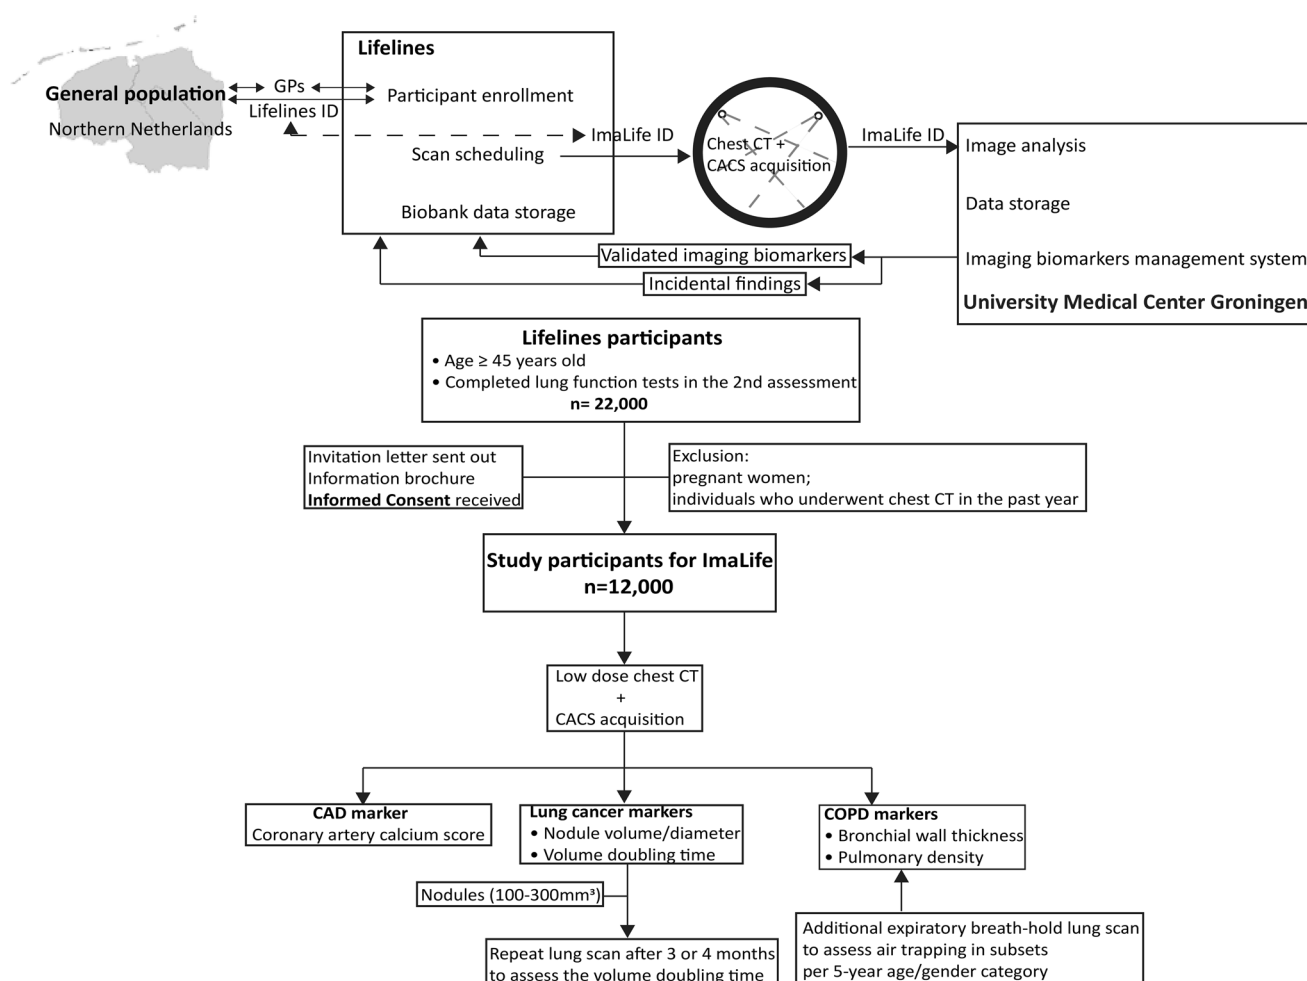 Lifelines
General population
Northern Netherlands
GPs
Lifelines ID
Participant enrollment
ImaLife ID
Scan scheduling
Biobank data storage
Chest CT +
CACS acquisition
ImaLife ID
Image analysis
Data storage
Imaging biomarkers management system
University Medical Center Groningen
Validated imaging biomarkers
Incidental findings
Lifelines participants
• Age ≥ 45 years old
• Completed lung function tests in the 2nd assessment
n= 22,000
Invitation letter sent out
Information brochure
Informed Consent received
Exclusion:
pregnant women;
individuals who underwent chest CT in the past year
Study participants for ImaLife
n=12,000
Low dose chest CT
+
CACS acquisition
CAD marker
Coronary artery calcium score
Lung cancer markers
• Nodule volume/diameter
• Volume doubling time
COPD markers
• Bronchial wall thickness
• Pulmonary density
Nodules (100-300mm³)
Repeat lung scan after 3 or 4 months
to assess the volume doubling time
Additional expiratory breath-hold lung scan
to assess air trapping in subsets
per 5-year age/gender category